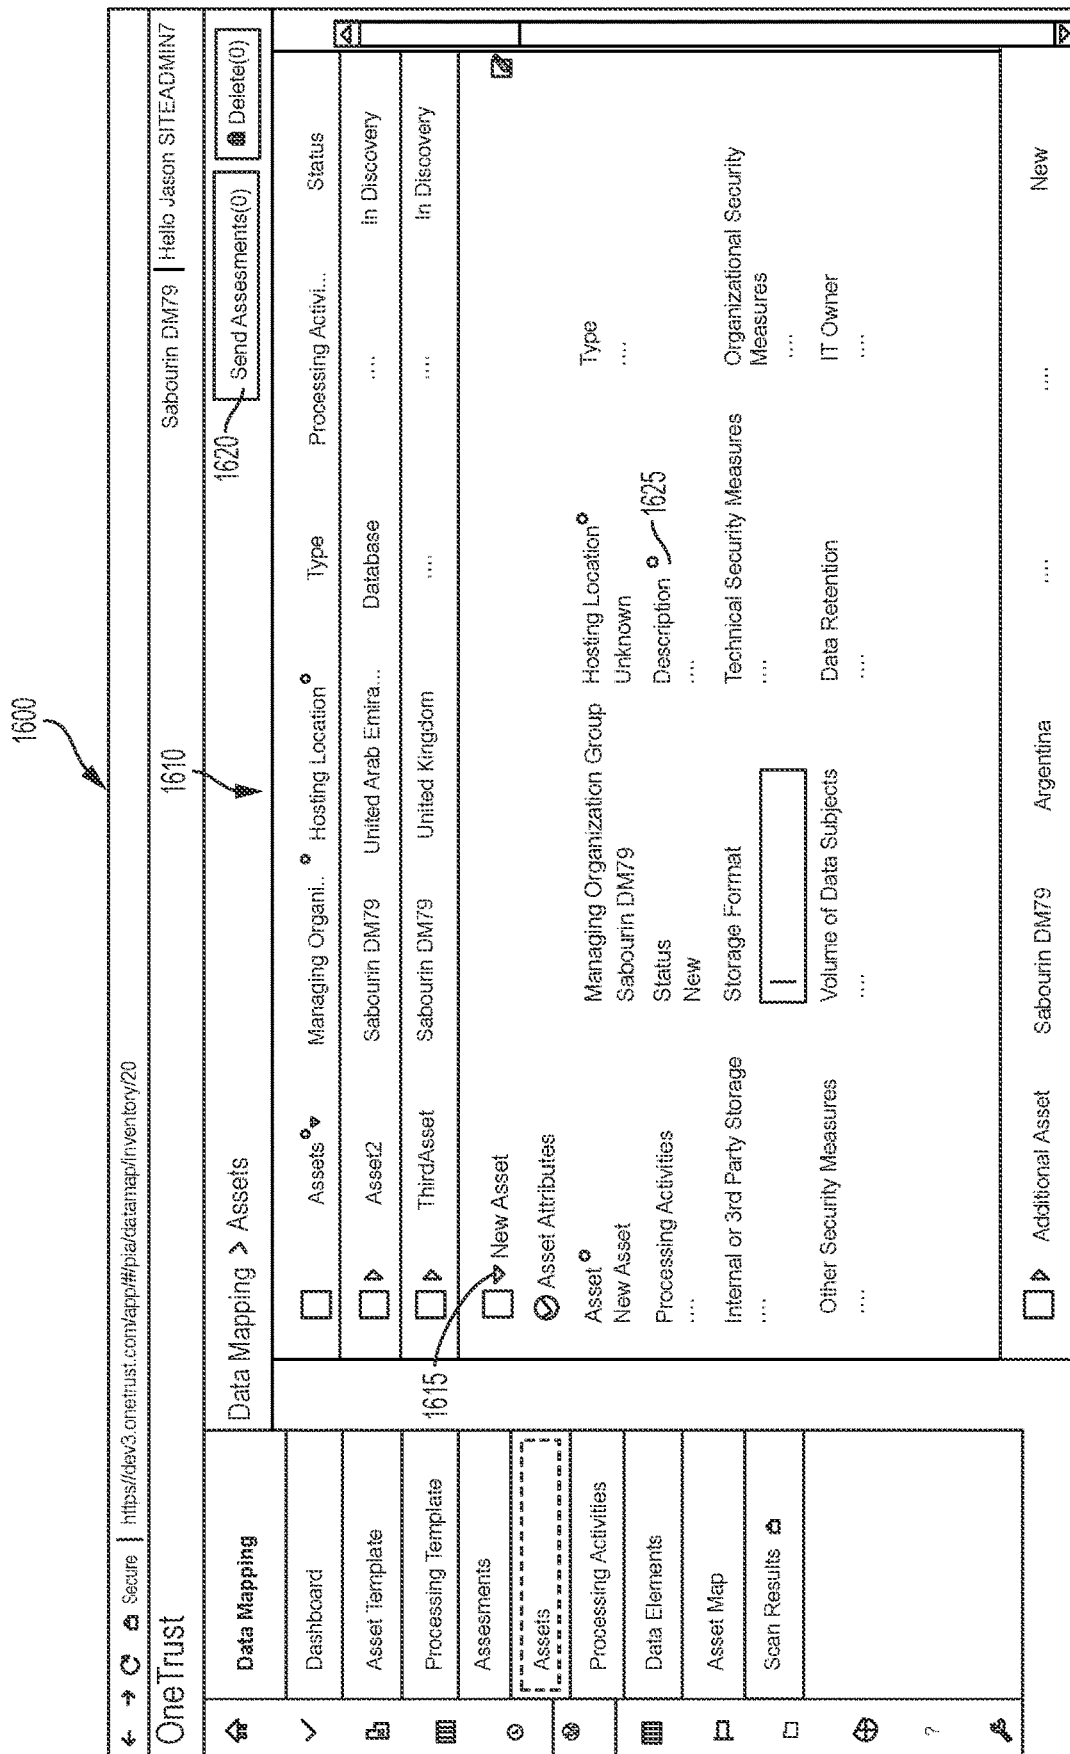 1600
Secure | https//dev3.onetrust.com/app/#/pia/datamap/inventory/20
OneTrust
Sabourin DM79 | Hello Jason SITEADMIN7
Data Mapping
Dashboard
Asset Template
Processing Template
Assesments
Assets
Processing Activities
Data Elements
Asset Map
Scan Results
?
Data Mapping > Assets
1610
1620
Send Assesments(0)
Delete(0)
Assets Managing Organi.. Hosting Location Type Processing Activi... Status
Asset2 Sabourin DM79 United Arab Emira... Database .... In Discovery
ThirdAsset Sabourin DM79 United Kingdom .... .... In Discovery
1615
New Asset
Asset Attributes
Asset Managing Organization Group Hosting Location Type
New Asset Sabourin DM79 Unknown ....
Processing Activities Status Description 1625
.... New ....
Internal or 3rd Party Storage Storage Format Technical Security Measures Organizational Security
Measures
.... .... ....
Other Security Measures Volume of Data Subjects Data Retention IT Owner
.... .... .... ....
Additional Asset Sabourin DM79 Argentina .... .... New